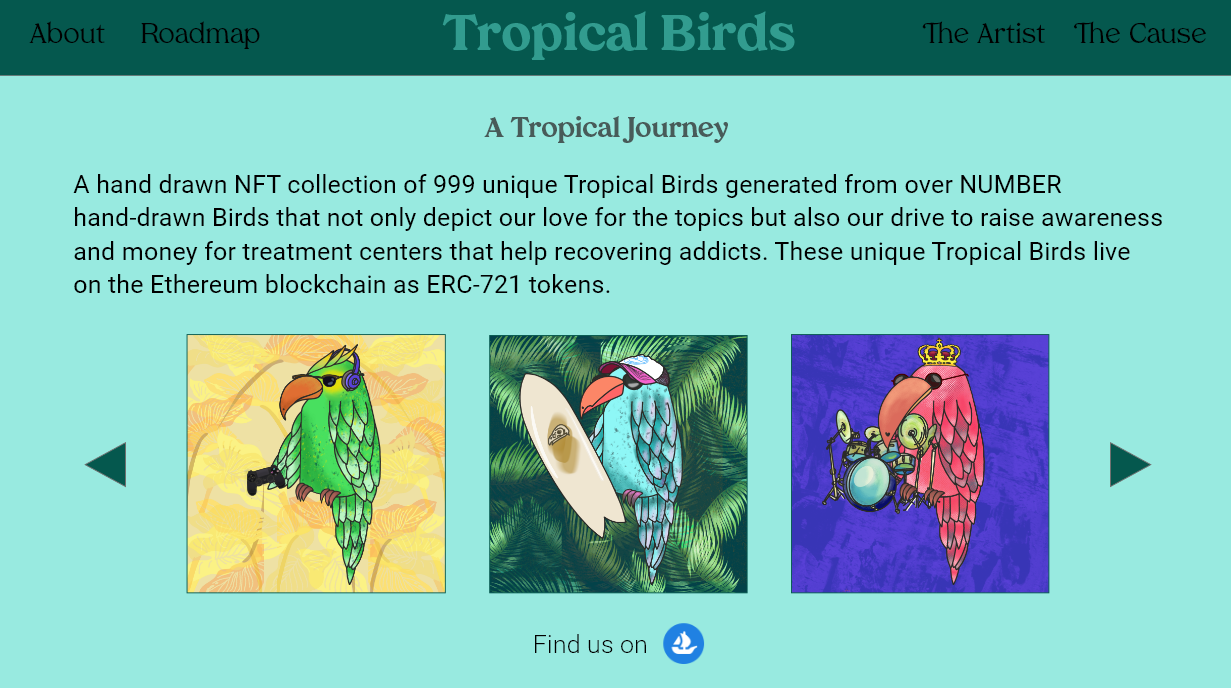 About Roadmap Tropical Birds The Artist The Cause
A Tropical Journey
A hand drawn NFT collection of 999 unique Tropical Birds generated from over NUMBER
hand-drawn Birds that not only depict our love for the topics but also our drive to raise awareness
and money for treatment centers that help recovering addicts. These unique Tropical Birds live
on the Ethereum blockchain as ERC-721 tokens.
Find us on